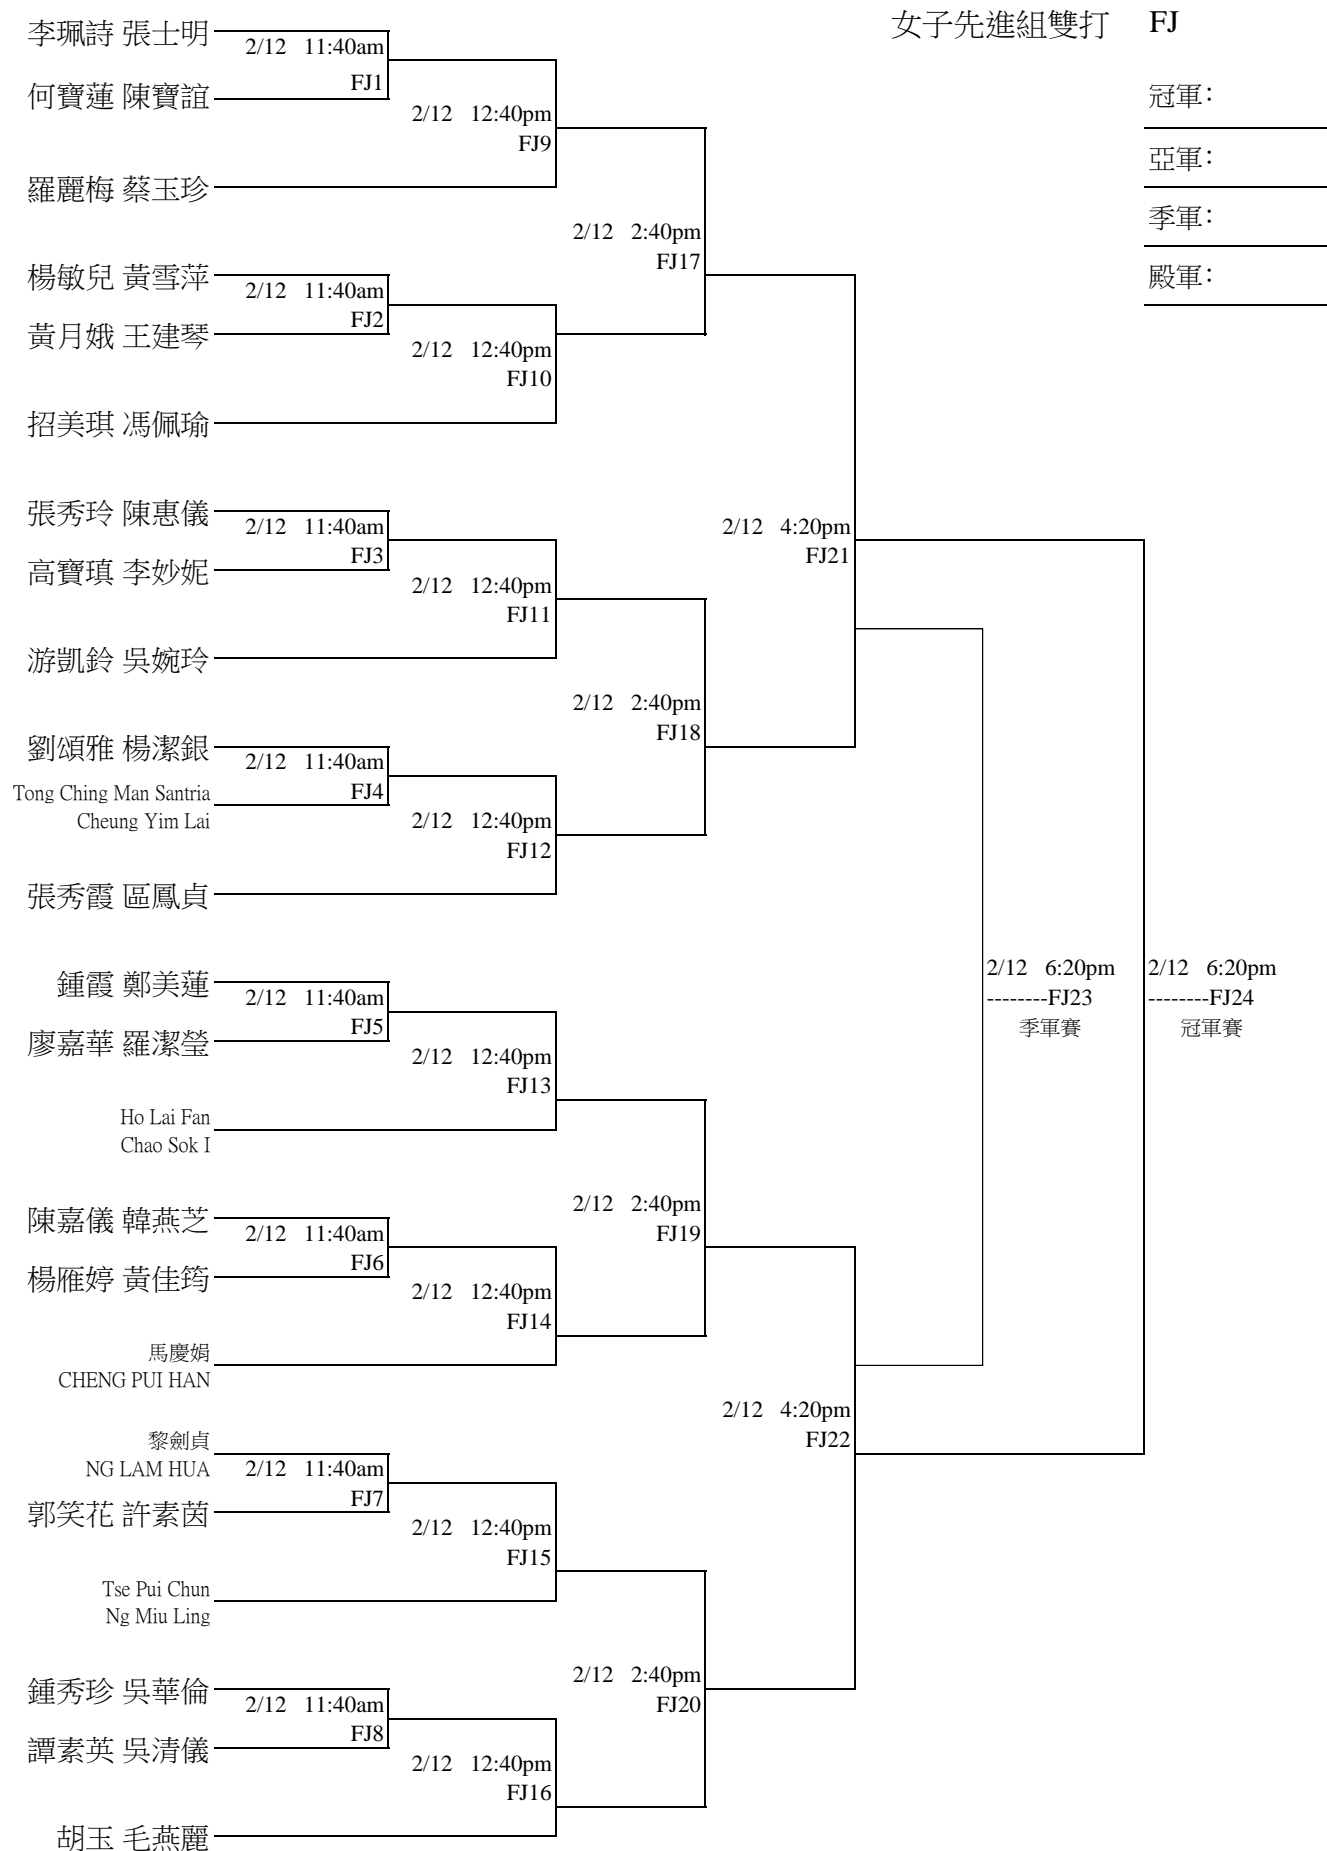 女子先進組雙打 FJ
冠軍:
亞軍:
季軍:
殿軍:
李珮詩 張士明
2/12 11:40am
FJ1
何寶蓮 陳寶誼
2/12 12:40pm
FJ9
羅麗梅 蔡玉珍
2/12 2:40pm
FJ17
楊敏兒 黃雪萍
2/12 11:40am
FJ2
黃月娥 王建琴
2/12 12:40pm
FJ10
招美琪 馮佩瑜
張秀玲 陳惠儀
2/12 11:40am
FJ3
2/12 4:20pm
FJ21
高寶瑱 李妙妮
2/12 12:40pm
FJ11
游凱鈴 吳婉玲
2/12 2:40pm
FJ18
劉頌雅 楊潔銀
2/12 11:40am
FJ4
Tong Ching Man Santria
Cheung Yim Lai
2/12 12:40pm
FJ12
張秀霞 區鳳貞
2/12 6:20pm
--------FJ23
季軍賽
2/12 6:20pm
--------FJ24
冠軍賽
鍾霞 鄭美蓮
2/12 11:40am
FJ5
廖嘉華 羅潔瑩
2/12 12:40pm
FJ13
Ho Lai Fan
Chao Sok I
2/12 2:40pm
FJ19
陳嘉儀 韓燕芝
2/12 11:40am
FJ6
楊雁婷 黃佳筠
2/12 12:40pm
FJ14
馬慶娟
CHENG PUI HAN
2/12 4:20pm
FJ22
黎劍貞
NG LAM HUA
2/12 11:40am
FJ7
郭笑花 許素茵
2/12 12:40pm
FJ15
Tse Pui Chun
Ng Miu Ling
2/12 2:40pm
FJ20
鍾秀珍 吳華倫
2/12 11:40am
FJ8
譚素英 吳清儀
2/12 12:40pm
FJ16
胡玉 毛燕麗